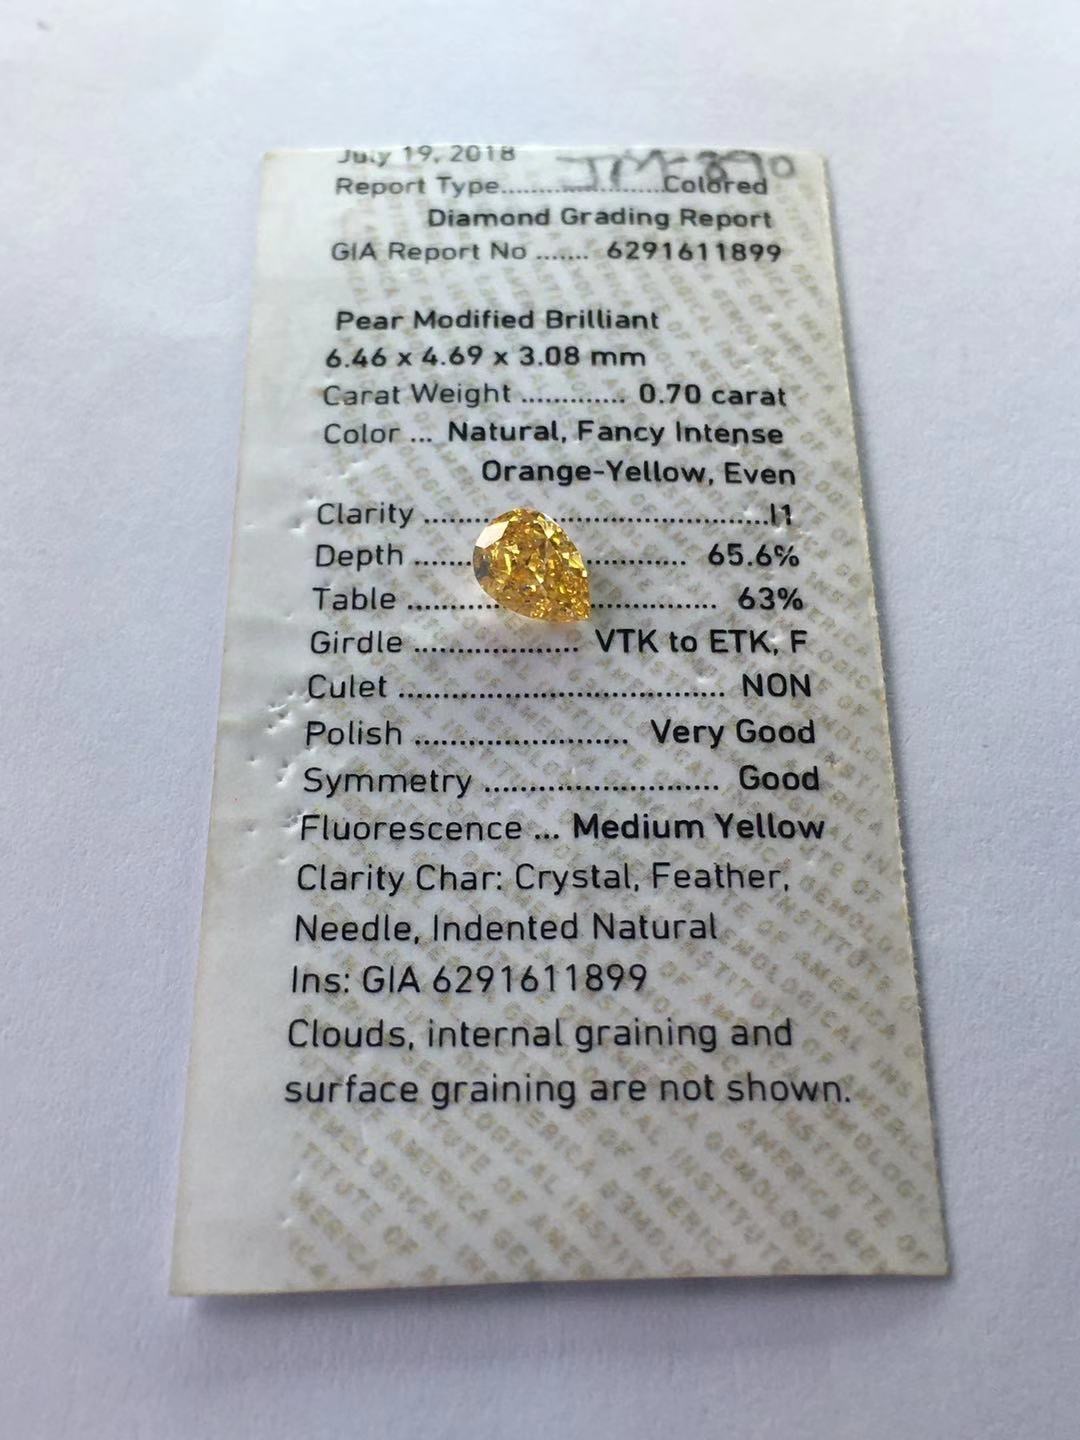 July 19, 2018 JM-890
Report Type......................Colored
Diamond Grading Report
GIA Report No ....... 6291611899
Pear Modified Brilliant
6.46 x 4.69 x 3.08 mm
Carat Weight ............. 0.70 carat
Color ... Natural, Fancy Intense
Orange-Yellow, Even
Clarity ............................................I1
Depth ................................ 65.6%
Table .................................. 63%
Girdle ................... VTK to ETK, F
Culet ..................................... NON
Polish ........................ Very Good
Symmetry .......................... Good
Fluorescence ... Medium Yellow
Clarity Char: Crystal, Feather,
Needle, Indented Natural
Ins: GIA 6291611899
Clouds, internal graining and
surface graining are not shown.